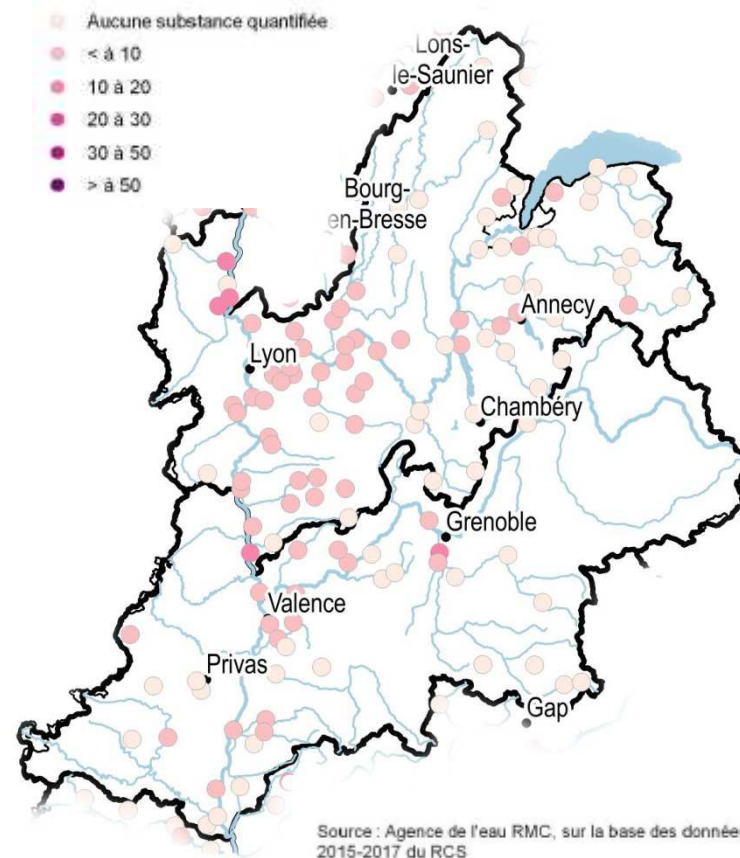 Aucune substance quantifiée
< à 10
10 à 20
20 à 30
30 à 50
> à 50
Lons-
le-Saunier
Bourg-
en-Bresse
Annecy
Lyon
Chambéry
Grenoble
Valence
Privas
Gap
Source : Agence de l'eau RMC, sur la base des donnée
2015-2017 du RCS